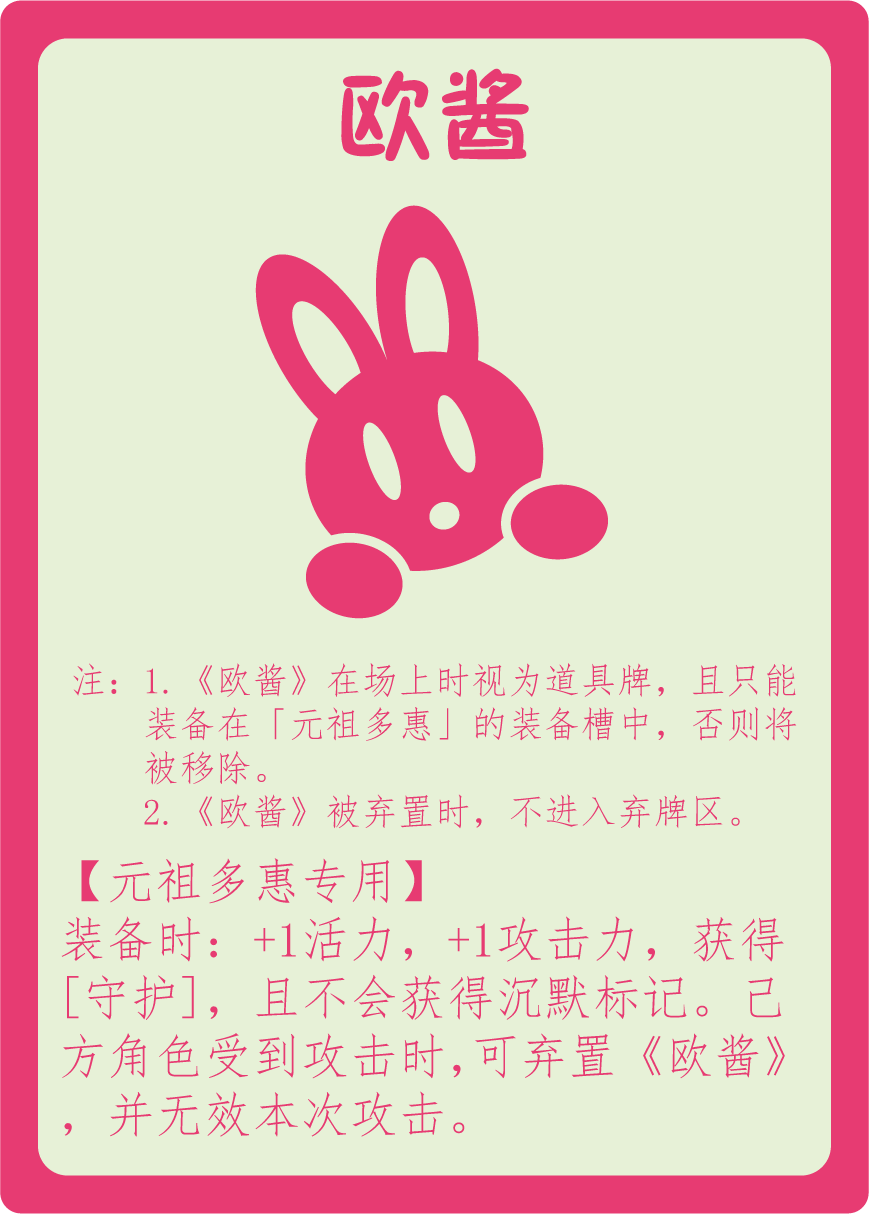 欧酱
注：1.《欧酱》在场上时视为道具牌，且只能
装备在「元祖多惠」的装备槽中，否则将
被移除。
2.《欧酱》被弃置时，不进入弃牌区。
【元祖多惠专用】
装备时：+1活力，+1攻击力，获得
[守护]，且不会获得沉默标记。己
方角色受到攻击时,可弃置《欧酱》
，并无效本次攻击。